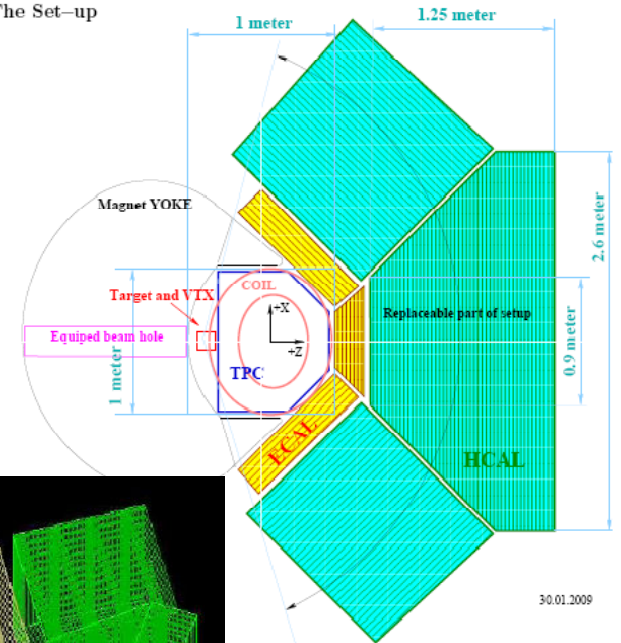 The Set-up
1 meter
1.25 meter
Magnet YOKE
2.6 meter
COIL
Target and VTX
+X
Replaceable part of setup
Equiped beam hole
+Z
0.9 meter
1 meter
TPC
ECAL
HCAL
30.01.2009